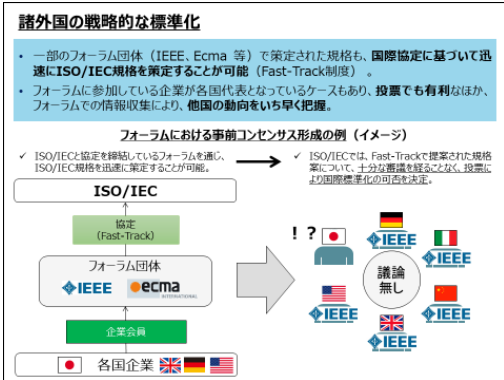 諸外国の戦略的な標準化
• 一部のフォーラム団体（IEEE、Ecma 等）で策定された規格も、国際協定に基づいて迅
速にISO/IEC規格を策定することが可能（Fast-Track制度）。
• フォーラムに参加している企業が各国代表となっているケースもあり、投票でも有利なほか、
フォーラムでの情報収集により、他国の動向をいち早く把握。
フォーラムにおける事前コンセンサス形成の例（イメージ）
✓ ISO/IECと協定を締結しているフォーラムを通じ、
ISO/IEC規格を迅速に策定することが可能。
✓ ISO/IECでは、Fast-Trackで提案された規格
案について、十分な審議を経ることなく、投票に
より国際標準化の可否を決定。
ISO/IEC
協定
（Fast-Track）
フォーラム団体
IEEE
ecma
INTERNATIONAL
企業会員
各国企業
！？
IEEE
IEEE
議論
無し
IEEE
IEEE
IEEE